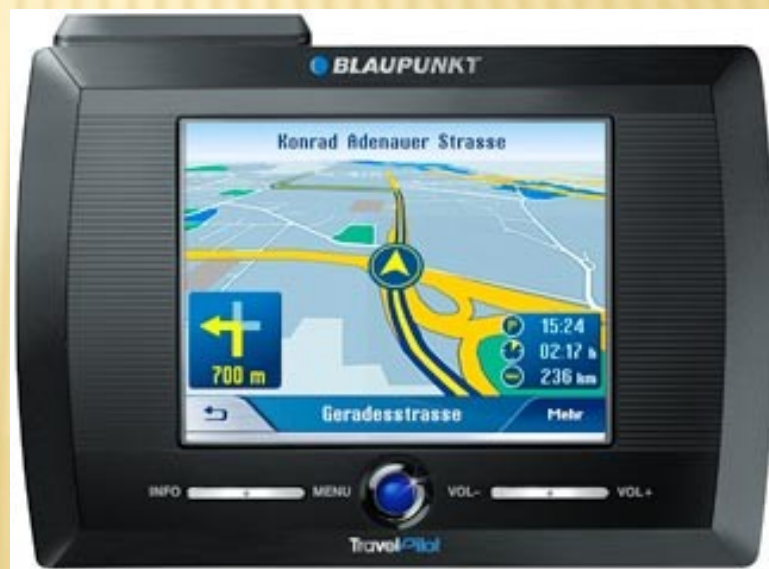 BLAUPUNKT
Konrad Adenauer Strasse
P 15:24
02:17 h
700 m
236 km
Geradesstrasse Mehr
INFO MENU VOL- VOL+
TravelPilot